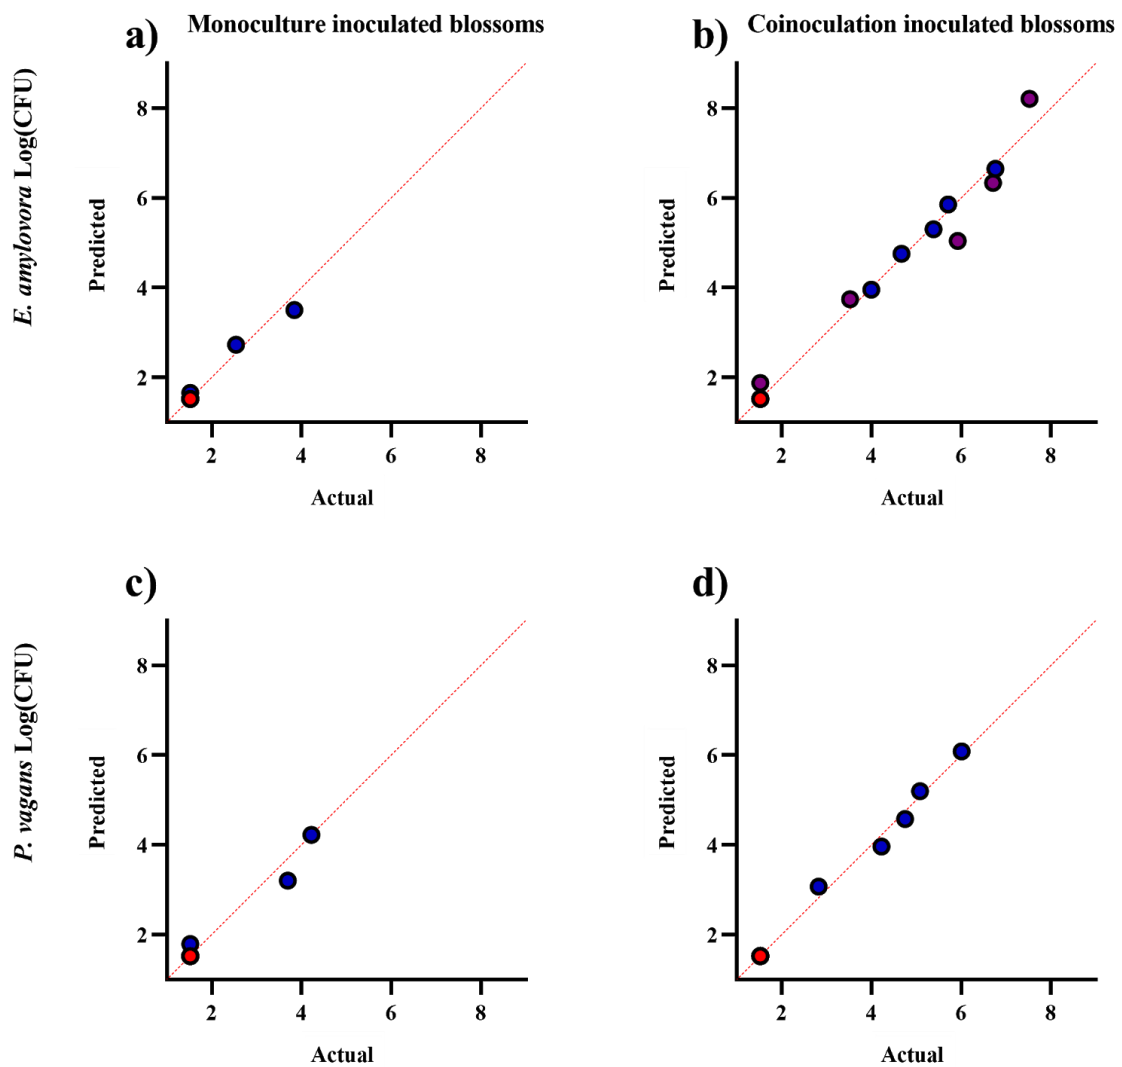 a) Monoculture inoculated blossoms
b) Coinoculation inoculated blossoms
E. amylovora Log(CFU)
Predicted
8
6
4
2
2 4 6 8
Actual
Predicted
8
6
4
2
2 4 6 8
Actual
c)
d)
P. vagans Log(CFU)
Predicted
8
6
4
2
2 4 6 8
Actual
Predicted
8
6
4
2
2 4 6 8
Actual